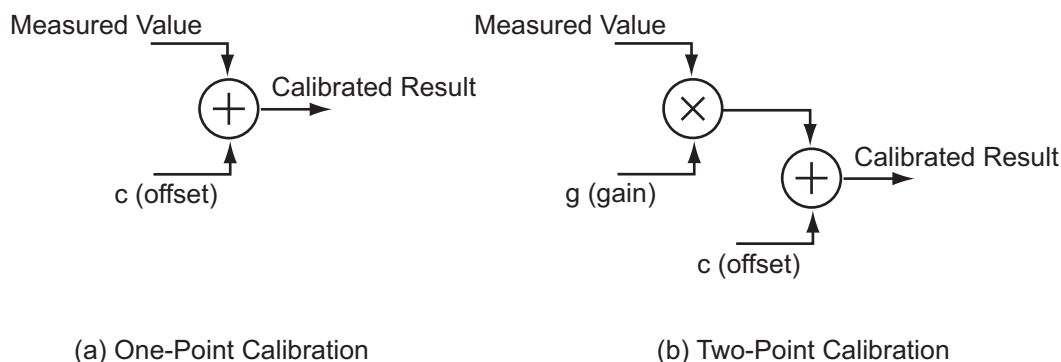 Measured Value
Calibrated Result
c (offset)
(a) One-Point Calibration
Measured Value
g (gain)
Calibrated Result
c (offset)
(b) Two-Point Calibration